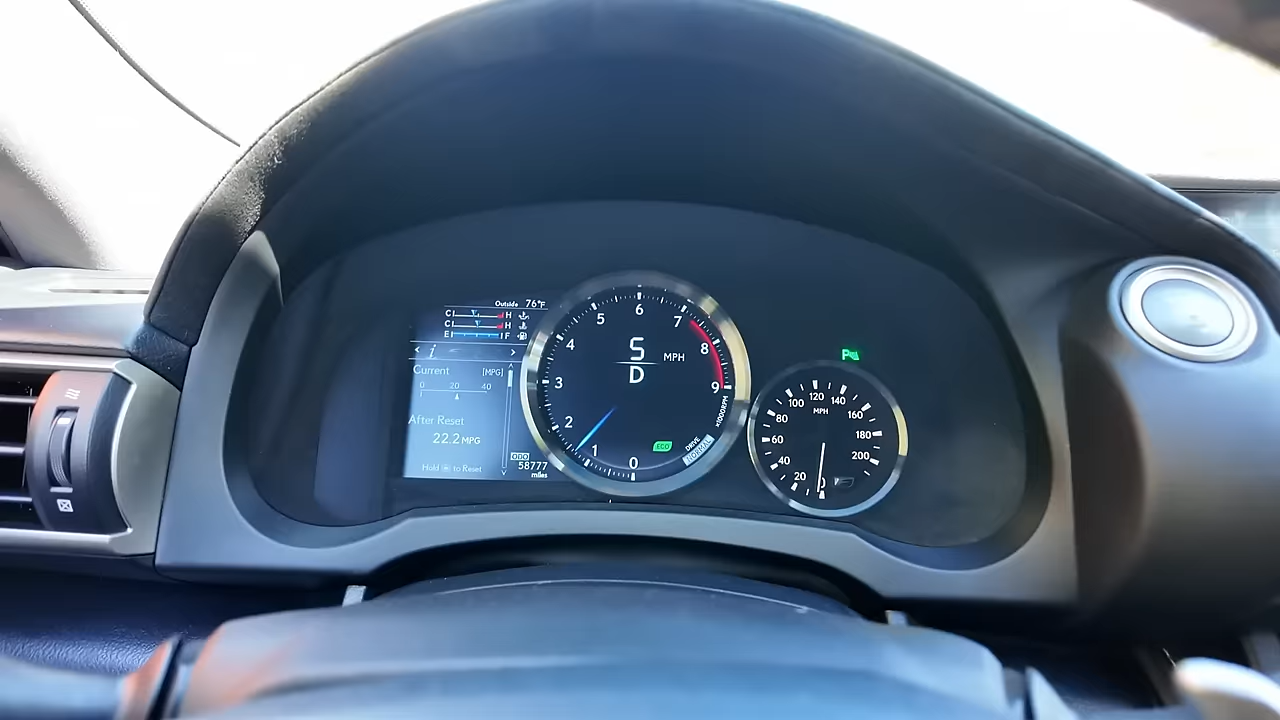 Outside 76°F
C H
C H
E F
< i >
Current [MPG]
0 20 40
After Reset
22.2 MPG
Hold to Reset
ODO
58777
miles
0 1 2 3 4 5 6 7 8 9
x1000RPM
5 MPH
D
ECO
DRIVE
NORMAL
0 20 40 60 80 100 120 140 160 180 200
MPH